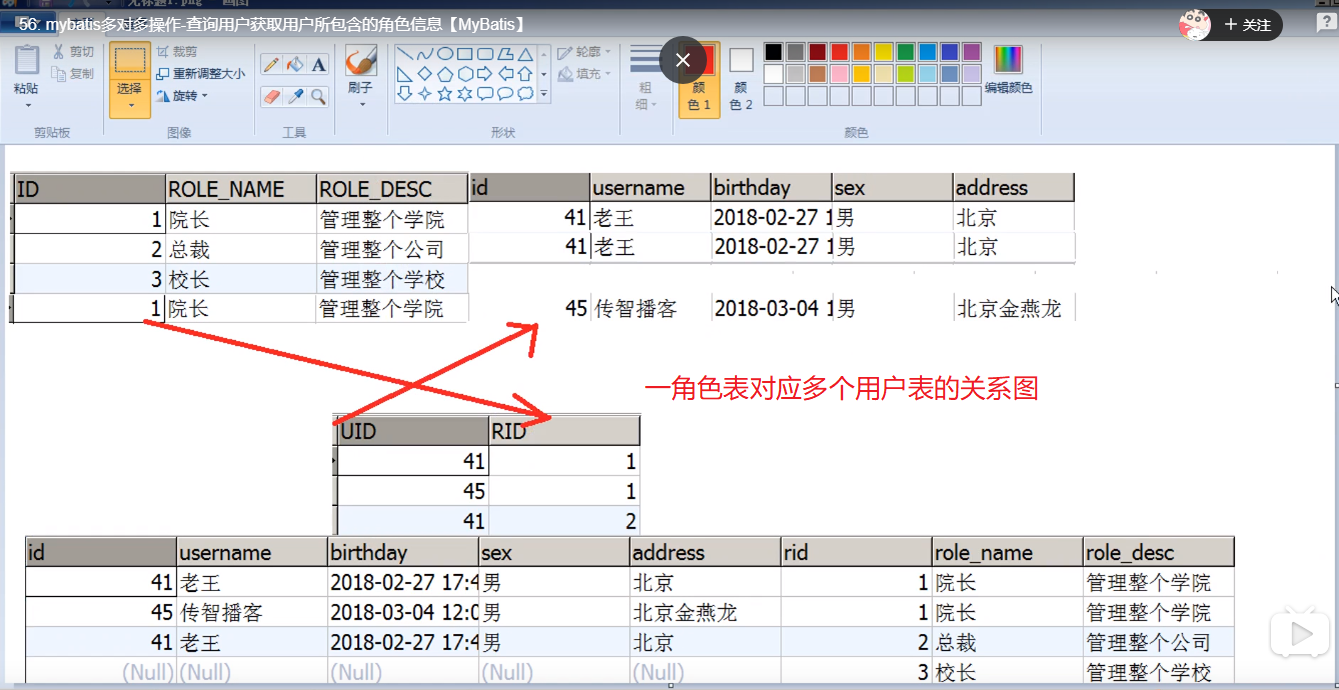 56: mybatis多对多操作-查询用户获取用户所包含的角色信息【MyBatis】
+ 关注
粘贴
剪切
复制
剪贴板
选择
裁剪
重新调整大小
旋转
图像
A
工具
刷子
轮廓
填充
形状
粗细
颜色 1
颜色 2
编辑颜色
颜色
ID ROLE_NAME ROLE_DESC
1 院长 管理整个学院
2 总裁 管理整个公司
3 校长 管理整个学校
1 院长 管理整个学院
id username birthday sex address
41 老王 2018-02-27 1 男 北京
41 老王 2018-02-27 1 男 北京
45 传智播客 2018-03-04 1 男 北京金燕龙
一角色表对应多个用户表的关系图
UID RID
41 1
45 1
41 2
id username birthday sex address rid role_name role_desc
41 老王 2018-02-27 17:4 男 北京 1 院长 管理整个学院
45 传智播客 2018-03-04 12:0 男 北京金燕龙 1 院长 管理整个学院
41 老王 2018-02-27 17:4 男 北京 2 总裁 管理整个公司
(Null) (Null) (Null) (Null) (Null) 3 校长 管理整个学校